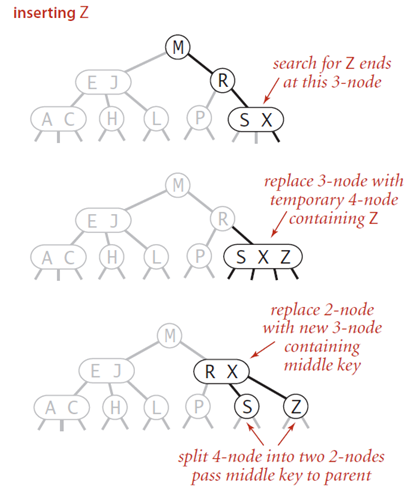 inserting Z
M
E J
R
A C
H
L
P
S X
search for Z ends
at this 3-node
M
E J
R
A C
H
L
P
S X Z
replace 3-node with
temporary 4-node
containing Z
M
E J
R X
A C
H
L
P
S
Z
replace 2-node
with new 3-node
containing
middle key
split 4-node into two 2-nodes
pass middle key to parent